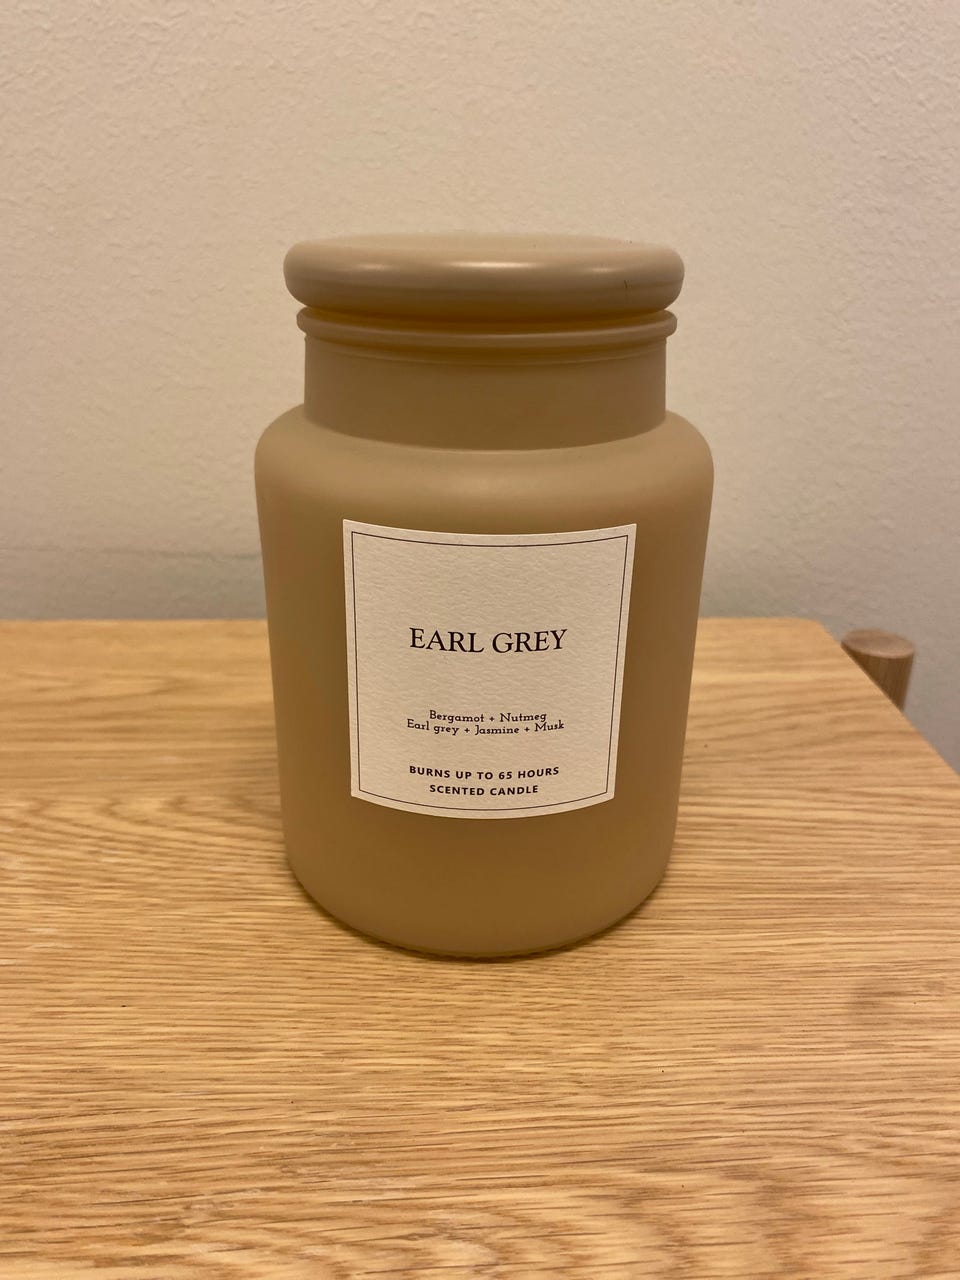 EARL GREY
Bergamot + Nutmeg
Earl grey + Jasmine + Musk
BURNS UP TO 65 HOURS
SCENTED CANDLE